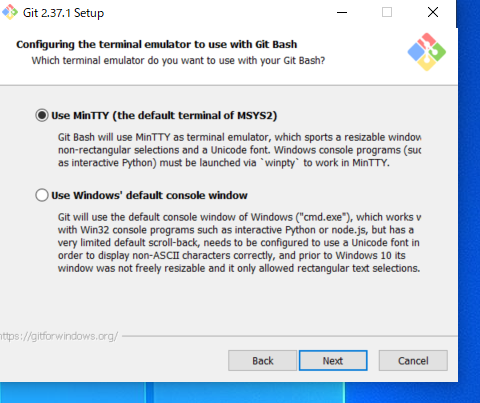 Git 2.37.1 Setup
Configuring the terminal emulator to use with Git Bash
Which terminal emulator do you want to use with your Git Bash?
Use MinTTY (the default terminal of MSYS2)
Git Bash will use MinTTY as terminal emulator, which sports a resizable window
non-rectangular selections and a Unicode font. Windows console programs (suc
as interactive Python) must be launched via `winpty` to work in MinTTY.
Use Windows' default console window
Git will use the default console window of Windows ("cmd.exe"), which works w
with Win32 console programs such as interactive Python or node.js, but has a
very limited default scroll-back, needs to be configured to use a Unicode font in
order to display non-ASCII characters correctly, and prior to Windows 10 its
window was not freely resizable and it only allowed rectangular text selections.
https://gitforwindows.org/
Back
Next
Cancel